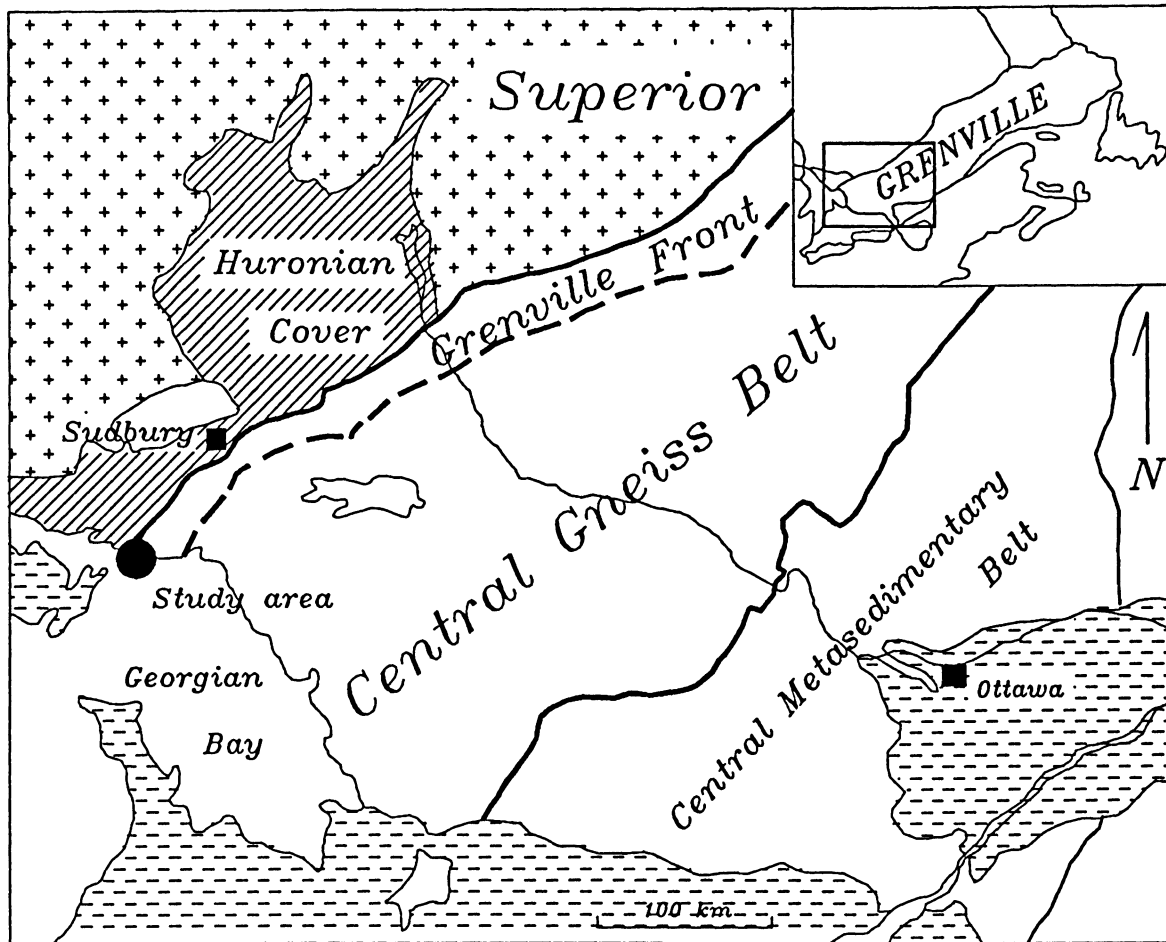 Superior
GRENVILLE
Huronian
Cover
Grenville Front
Sudbury
Central Gneiss Belt
N
Study area
Central Metasedimentary
Belt
Georgian
Bay
Ottawa
100 km